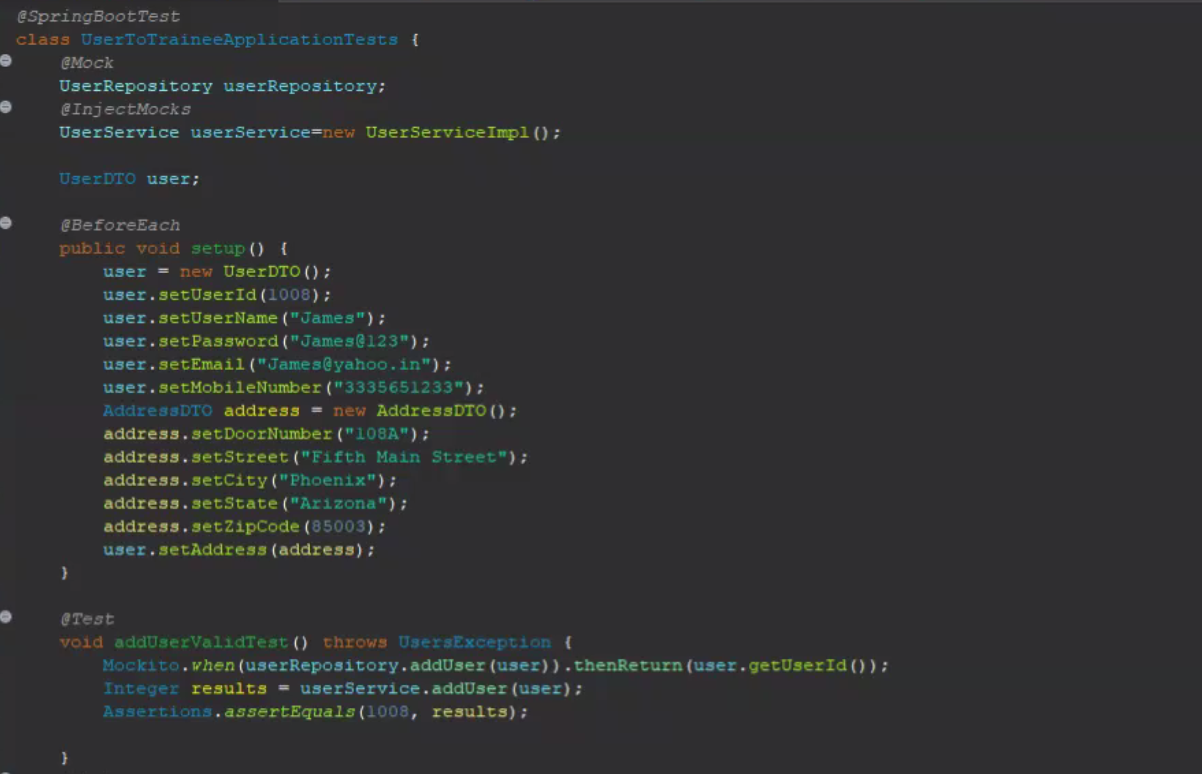 @SpringBootTest
class UserToTraineeApplicationTests {
@Mock
UserRepository userRepository;
@InjectMocks
UserService userService=new UserServiceImpl();
UserDTO user;
@BeforeEach
public void setup() {
user = new UserDTO();
user.setUserId(1008);
user.setUserName("James");
user.setPassword("James@123");
user.setEmail("James@yahoo.in");
user.setMobileNumber("3335651233");
AddressDTO address = new AddressDTO();
address.setDoorNumber("108A");
address.setStreet("Fifth Main Street");
address.setCity("Phoenix");
address.setState("Arizona");
address.setZipCode(85003);
user.setAddress(address);
}
@Test
void addUserValidTest() throws UsersException {
Mockito.when(userRepository.addUser(user)).thenReturn(user.getUserId());
Integer results = userService.addUser(user);
Assertions.assertEquals(1008, results);
}